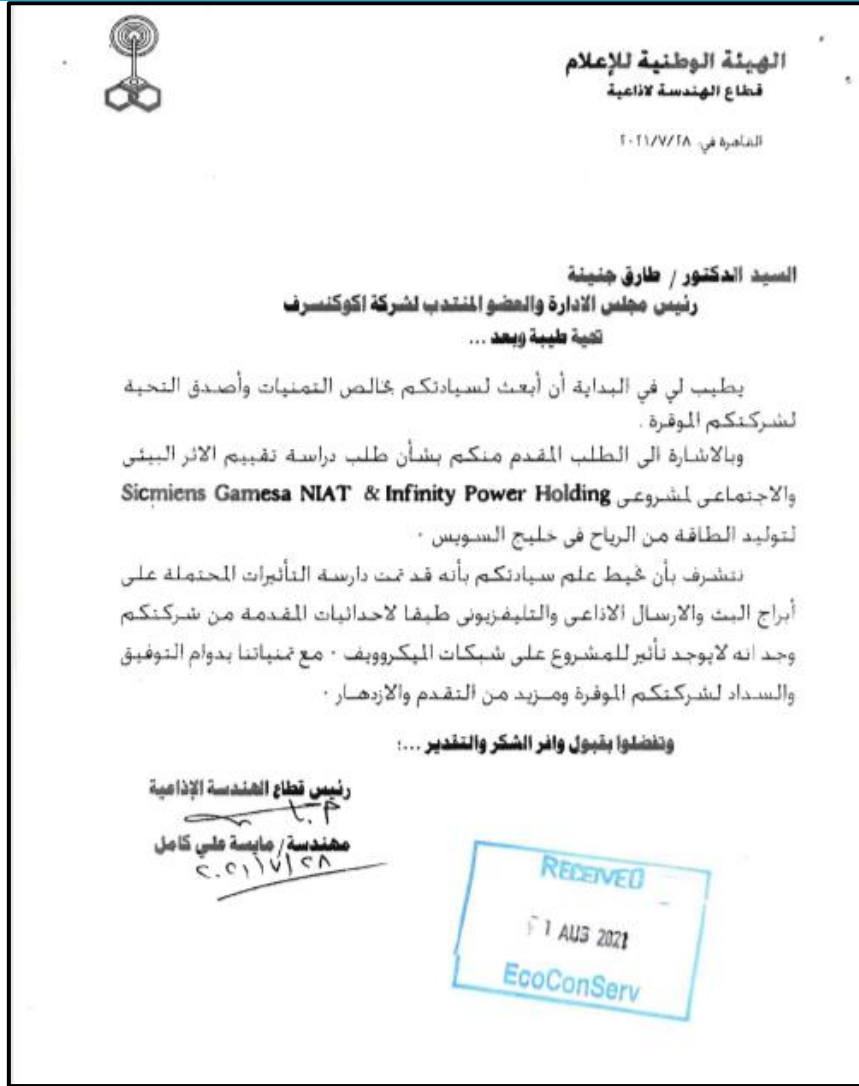 الهيئة الوطنية للإعلام
قطاع الهندسة لاذاعية
القاهرة في: ٢٠٢١/٧/٢٨
السيد الدكتور / طارق جنينة
رئيس مجلس الادارة والعضو المنتدب لشركة اكوكنسرف
تحية طيبة وبعد ...
يطيب لي في البداية أن أبعث لسيادتكم بخالص التمنيات وأصدق التحية
لشركتكم الموقرة .
وبالاشارة الى الطلب المقدم منكم بشأن طلب دراسة تقييم الاثر البيئى
والاجتماعى لمشروعى Sicmiens Gamesa NIAT & Infinity Power Holding
لتوليد الطاقة من الرياح فى خليج السويس .
نتشرف بأن نحيط علم سيادتكم بأنه قد تمت دارسة التأثيرات المحتملة على
أبراج البث والارسال الاذاعى والتليفزيونى طبقا لاحداثيات المقدمة من شركتكم
وجد انه لايوجد تأثير للمشروع على شبكات الميكروويف . مع تمنياتنا بدوام التوفيق
والسداد لشركتكم الموقرة ومزيد من التقدم والازدهار .
وتفضلوا بقبول وافر الشكر والتقدير ...؛
رئيس قطاع الهندسة الإذاعية
مهندسة/ مايسة علي كامل
٢٠٢١/٧/٢٨
RECEIVED
1 AUG 2021
EcoConServ